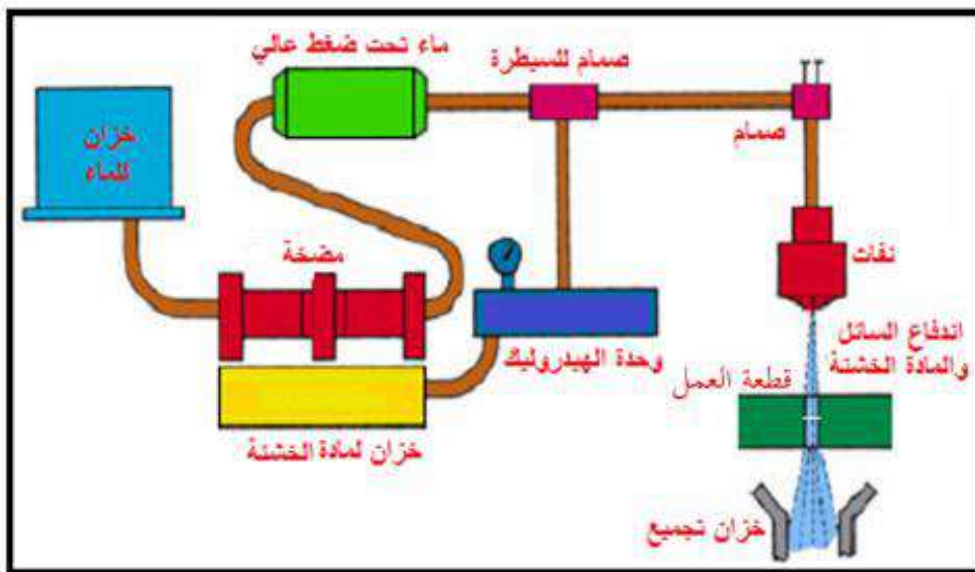 ماء تحت ضغط عالي
صمام للسيطرة
خزان
للماء
صمام
مضخة
نفاث
اندفاع السائل
والمادة الخشنة
وحدة الهيدروليك
قطعة العمل
خزان لمادة الخشنة
خزان تجميع